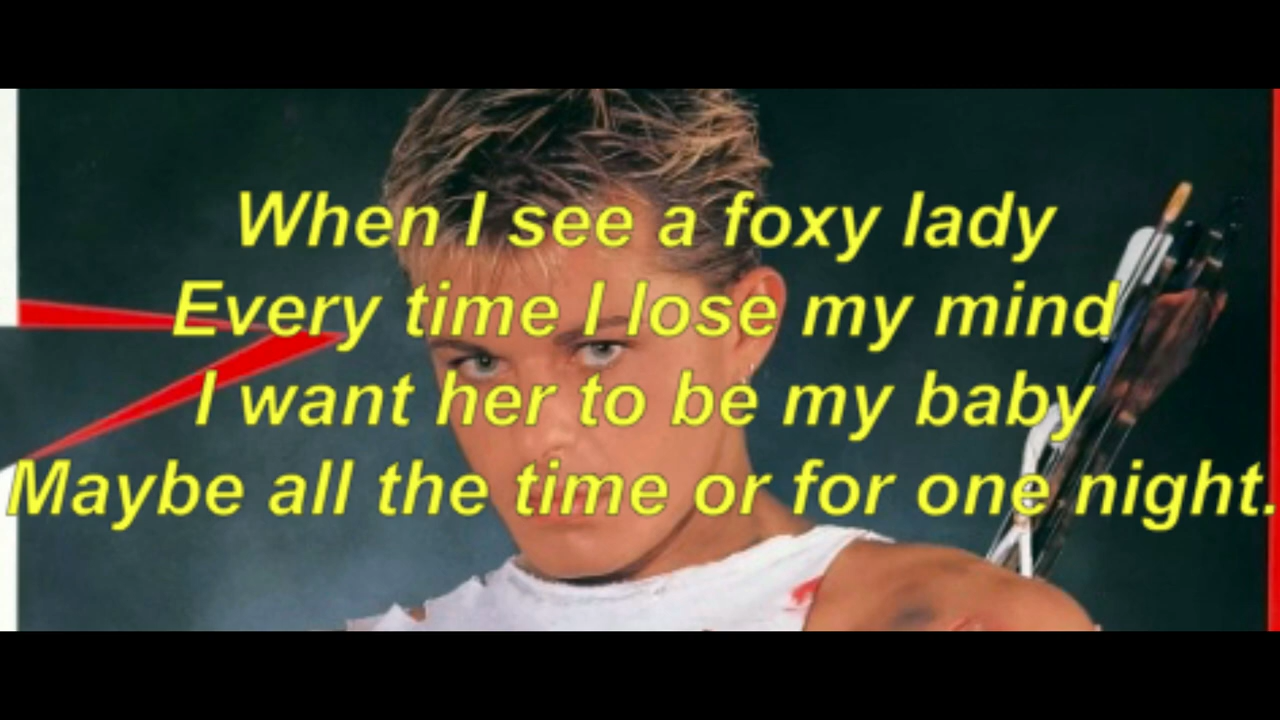 When I see a foxy lady
Every time I lose my mind
I want her to be my baby
Maybe all the time or for one night.